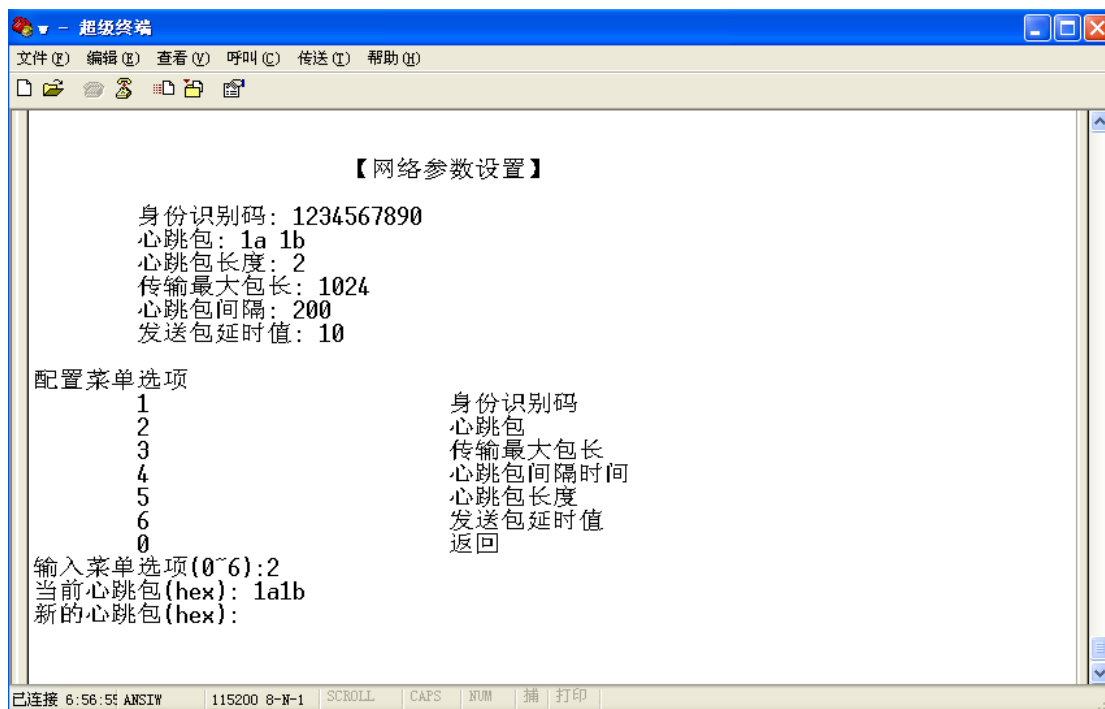 w - 超级终端
文件(F) 编辑(E) 查看(V) 呼叫(C) 传送(T) 帮助(H)
【网络参数设置】
身份识别码: 1234567890
心跳包: 1a 1b
心跳包长度: 2
传输最大包长: 1024
心跳包间隔: 200
发送包延时值: 10
配置菜单选项
1 身份识别码
2 心跳包
3 传输最大包长
4 心跳包间隔时间
5 心跳包长度
6 发送包延时值
0 返回
输入菜单选项(0~6):2
当前心跳包(hex): 1a1b
新的心跳包(hex):
已连接 6:56:55 ANSIW 115200 8-N-1 SCROLL CAPS NUM 捕 打印